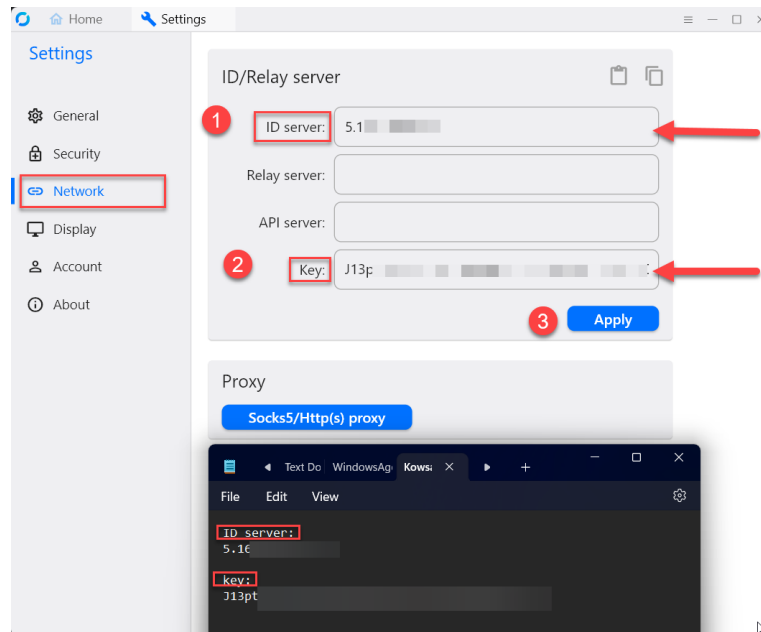 Home
Settings
Settings
General
Security
Network
Display
Account
About
ID/Relay server
1
ID server:
5.1
Relay server:
API server:
2
Key:
J13p
3
Apply
Proxy
Socks5/Http(s) proxy
Text Do
WindowsAg
Kowsa
File
Edit
View
ID server:
5.16
key:
J13pt